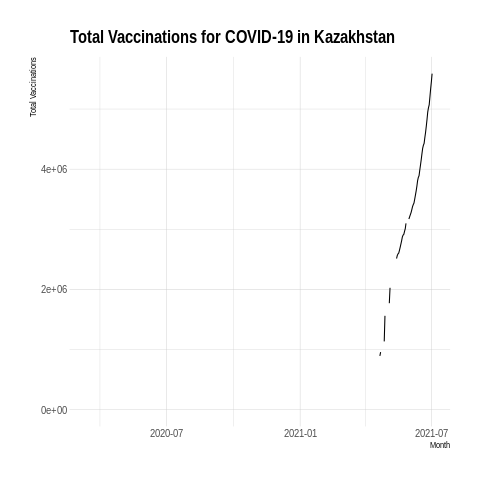 Total Vaccinations for COVID-19 in Kazakhstan
Total Vaccinations
4e+06
2e+06
0e+00
2020-07
2021-01
2021-07
Month